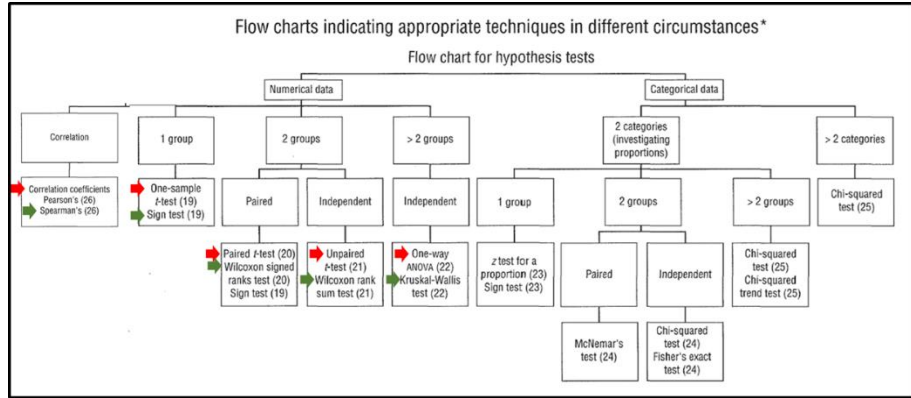 Flow charts indicating appropriate techniques in different circumstances*
Flow chart for hypothesis tests
Numerical data
Categorical data
Correlation
1 group
2 groups
> 2 groups
2 categories
(investigating
proportions)
> 2 categories
Correlation coefficients
Pearson's (26)
Spearman's (26)
One-sample
t-test (19)
Sign test (19)
Paired
Independent
Independent
1 group
2 groups
> 2 groups
Chi-squared
test (25)
Paired t-test (20)
Wilcoxon signed
ranks test (20)
Sign test (19)
Unpaired
t-test (21)
Wilcoxon rank
sum test (21)
One-way
ANOVA (22)
Kruskal-Wallis
test (22)
z test for a
proportion (23)
Sign test (23)
Paired
Independent
Chi-squared
test (25)
Chi-squared
trend test (25)
McNemar's
test (24)
Chi-squared
test (24)
Fisher's exact
test (24)